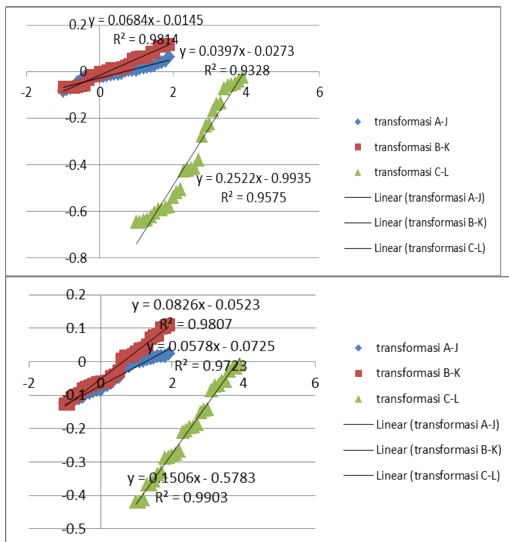 y = 0.0684x - 0.0145
R² = 0.9814
y = 0.0397x - 0.0273
R² = 0.9328
y = 0.2522x - 0.9935
R² = 0.9575
0.2
0
-0.2
-0.4
-0.6
-0.8
-2
0
2
4
6
transformasi A-J
transformasi B-K
transformasi C-L
Linear (transformasi A-J)
Linear (transformasi B-K)
Linear (transformasi C-L)
y = 0.0826x - 0.0523
R² = 0.9807
y = 0.0578x - 0.0725
R² = 0.9723
y = 0.1506x - 0.5783
R² = 0.9903
0.2
0.1
0
-0.1
-0.2
-0.3
-0.4
-0.5
-2
0
2
4
6
transformasi A-J
transformasi B-K
transformasi C-L
Linear (transformasi A-J)
Linear (transformasi B-K)
Linear (transformasi C-L)